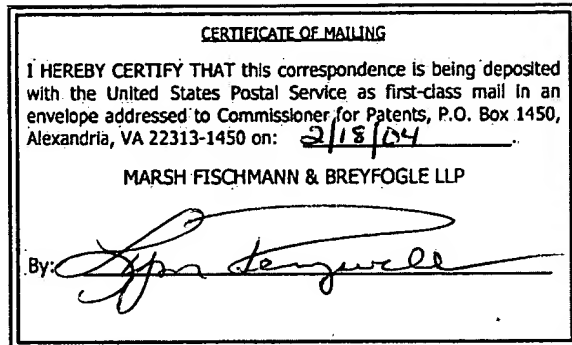 CERTIFICATE OF MAILING
I HEREBY CERTIFY THAT this correspondence is being deposited
with the United States Postal Service as first-class mail in an
envelope addressed to Commissioner for Patents, P.O. Box 1450,
Alexandria, VA 22313-1450 on: 2/18/04.
MARSH FISCHMANN & BREYFOGLE LLP
By: